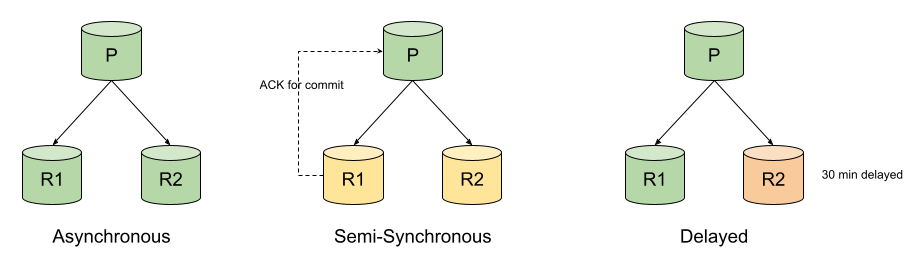 P
R1
R2
Asynchronous
P
ACK for commit
R1
R2
Semi-Synchronous
P
R1
R2
30 min delayed
Delayed